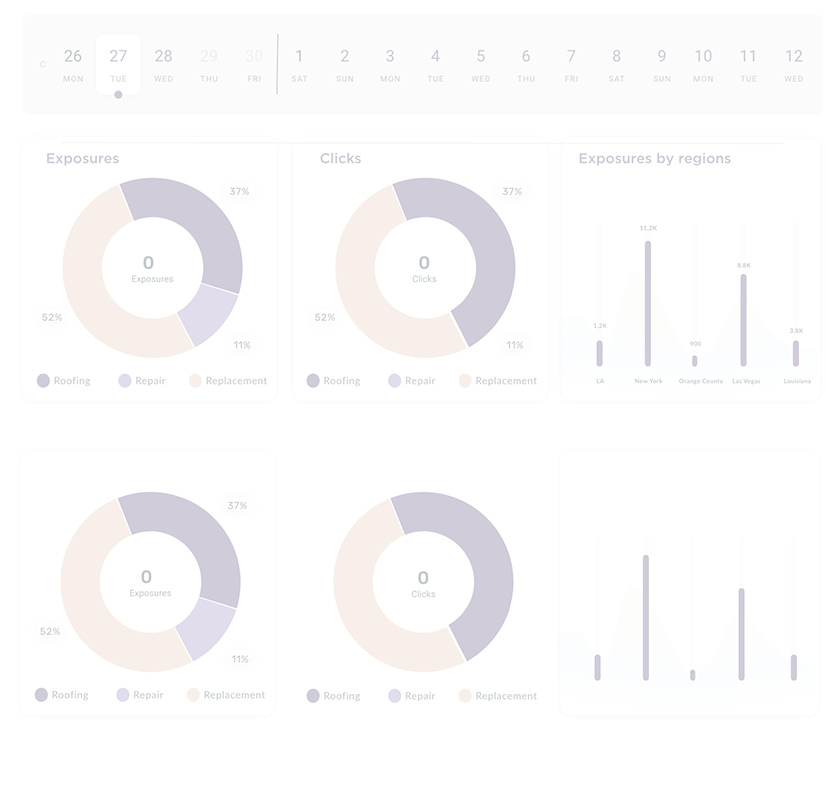 C 26 27 28 29 30 1 2 3 4 5 6 7 8 9 10 11 12
MON TUE WED THU FRI SAT SUN MON TUE WED THU FRI SAT SUN MON TUE WED
Exposures
37%
0
Exposures
52%
11%
Roofing Repair Replacement
Clicks
37%
0
Clicks
52%
11%
Roofing Repair Replacement
Exposures by regions
11,2K
8.8K
1,2K
900
3.8K
LA New York Orange County Las Vegas Louisiana
37%
0
Exposures
52%
11%
Roofing Repair Replacement
0
Clicks
Roofing Repair Replacement